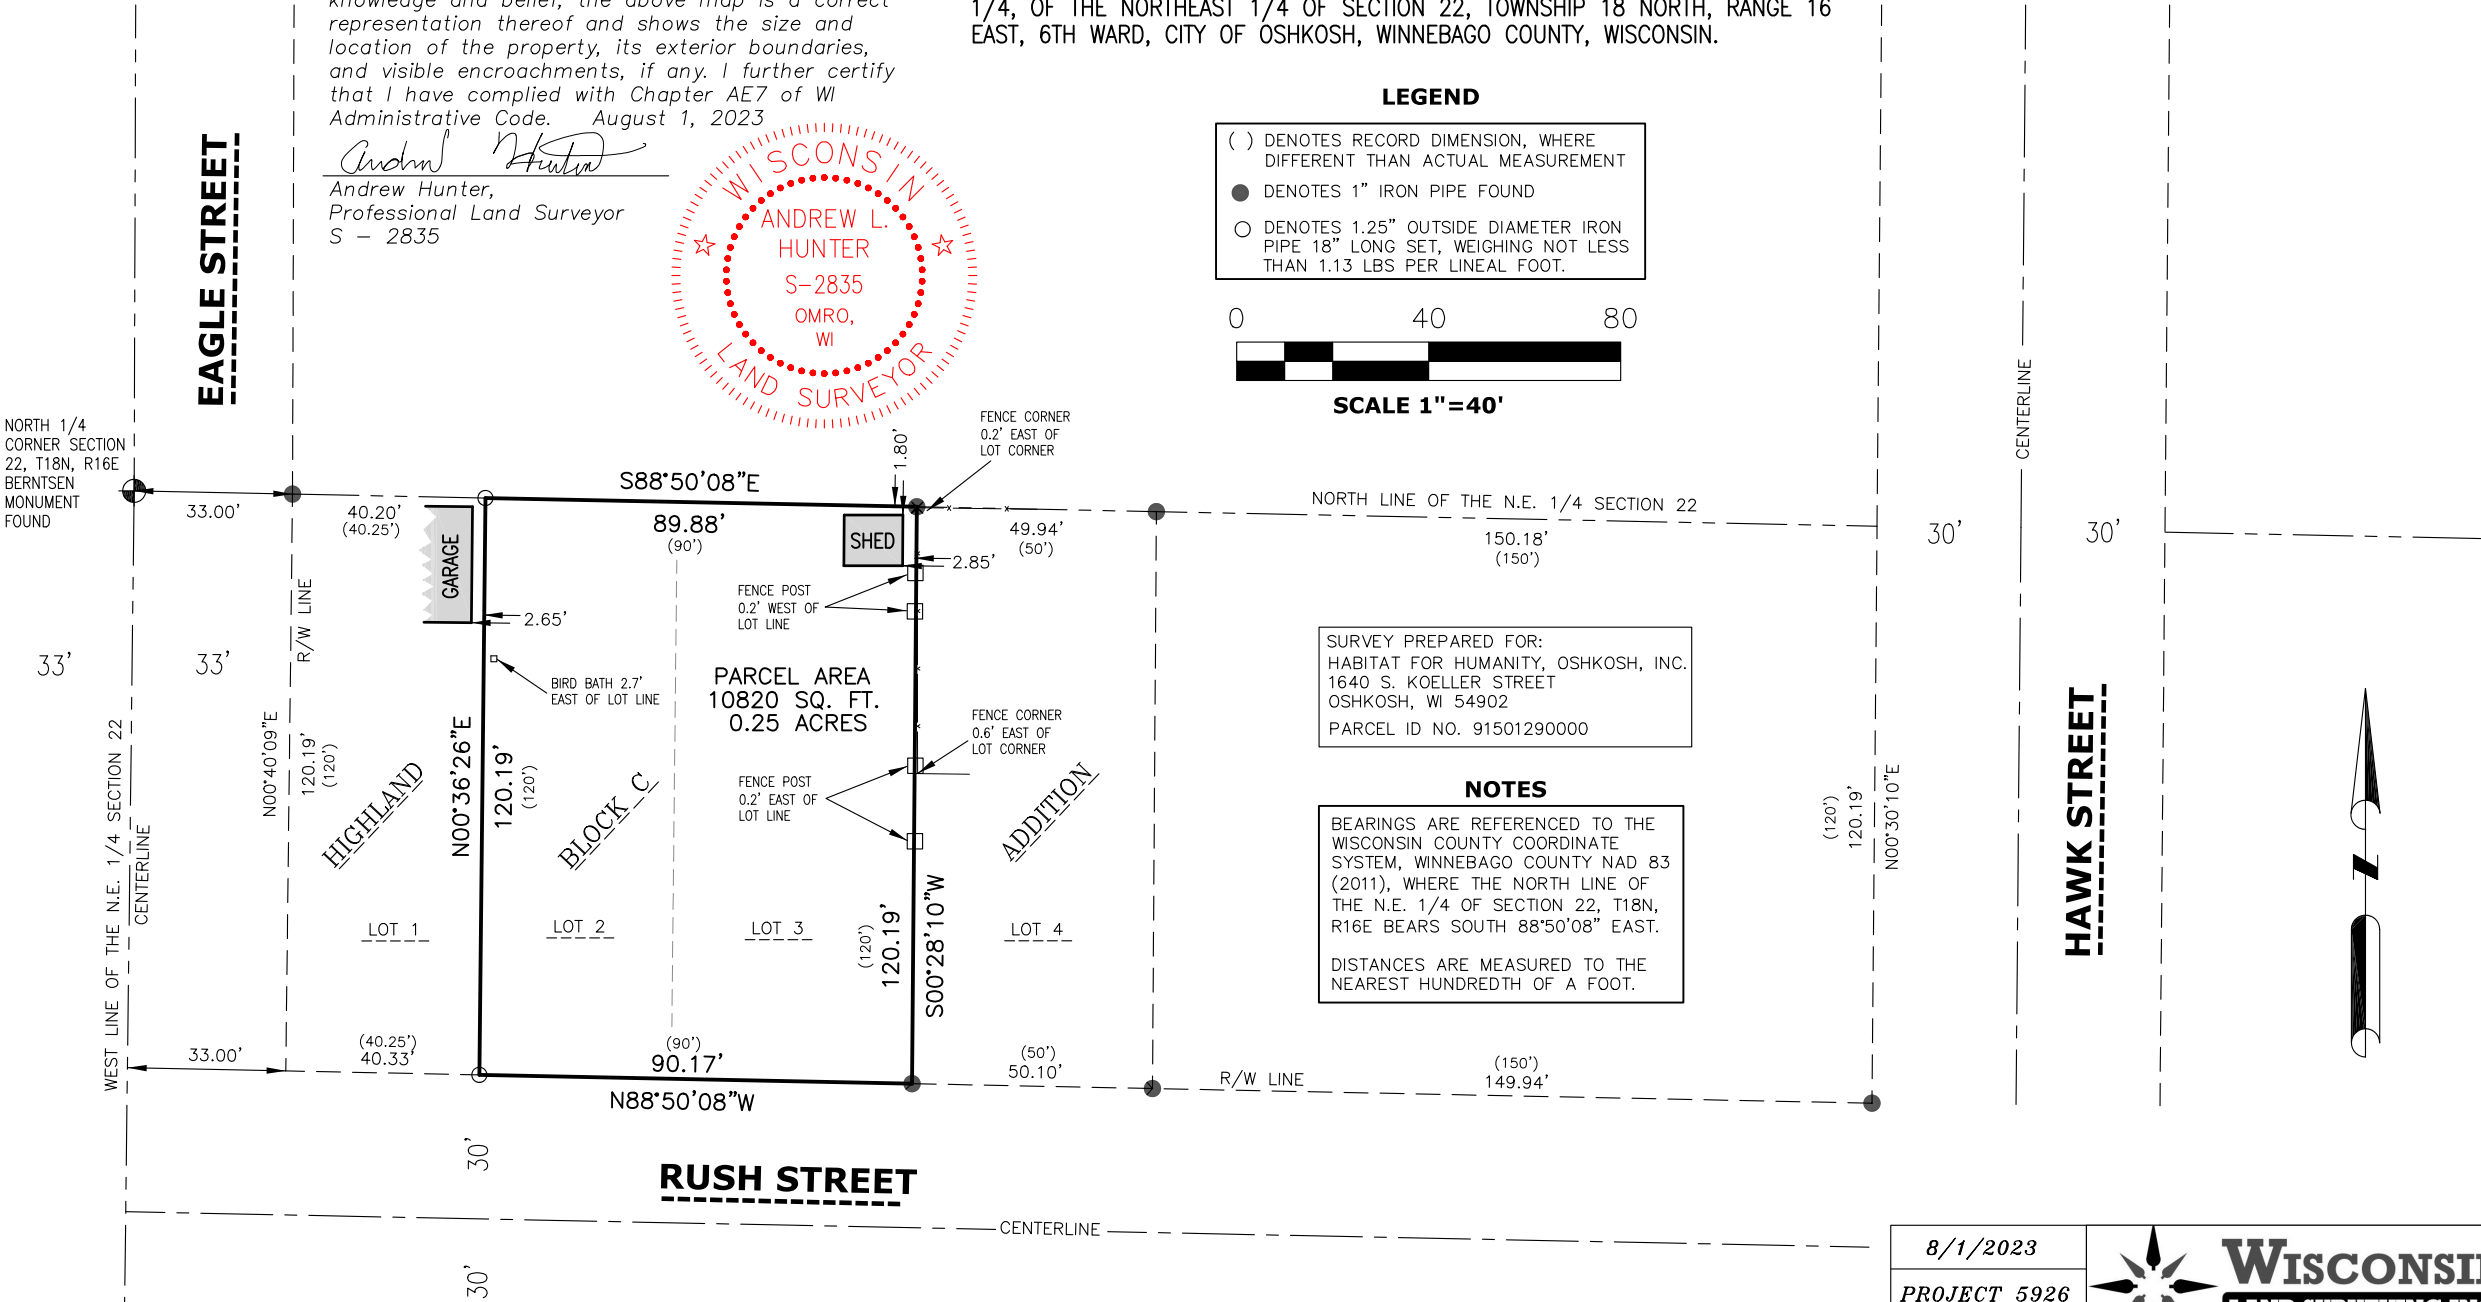 knowledge and belief, the above map is a correct
representation thereof and shows the size and
location of the property, its exterior boundaries,
and visible encroachments, if any. I further certify
that I have complied with Chapter AE7 of WI
Administrative Code. August 1, 2023
Andrew Hunter,
Professional Land Surveyor
S - 2835
1/4, OF THE NORTHEAST 1/4 OF SECTION 22, TOWNSHIP 18 NORTH, RANGE 16
EAST, 6TH WARD, CITY OF OSHKOSH, WINNEBAGO COUNTY, WISCONSIN.
WISCONSIN
ANDREW L.
HUNTER
S-2835
OMRO,
WI
LAND SURVEYOR
LEGEND
( ) DENOTES RECORD DIMENSION, WHERE
DIFFERENT THAN ACTUAL MEASUREMENT
DENOTES 1" IRON PIPE FOUND
DENOTES 1.25" OUTSIDE DIAMETER IRON
PIPE 18" LONG SET, WEIGHING NOT LESS
THAN 1.13 LBS PER LINEAL FOOT.
0 40 80
SCALE 1"=40'
EAGLE STREET
NORTH 1/4
CORNER SECTION
22, T18N, R16E
BERNTSEN
MONUMENT
FOUND
33.00'
40.20'
(40.25')
S88°50'08"E
89.88'
(90')
1.80'
FENCE CORNER
0.2' EAST OF
LOT CORNER
49.94'
(50')
NORTH LINE OF THE N.E. 1/4 SECTION 22
150.18'
(150')
CENTERLINE
30'
30'
GARAGE
SHED
2.85'
2.65'
FENCE POST
0.2' WEST OF
LOT LINE
R/W LINE
33'
33'
BIRD BATH 2.7'
EAST OF LOT LINE
PARCEL AREA
10820 SQ. FT.
0.25 ACRES
FENCE CORNER
0.6' EAST OF
LOT CORNER
FENCE POST
0.2' EAST OF
LOT LINE
WEST LINE OF THE N.E. 1/4 SECTION 22
CENTERLINE
N00°40'09"E
120.19'
(120')
N00°36'26"E
120.19'
(120')
HIGHLAND
BLOCK C
ADDITION
LOT 1
LOT 2
LOT 3
LOT 4
(120')
120.19'
S00°28'10"W
SURVEY PREPARED FOR:
HABITAT FOR HUMANITY, OSHKOSH, INC.
1640 S. KOELLER STREET
OSHKOSH, WI 54902
PARCEL ID NO. 91501290000
NOTES
BEARINGS ARE REFERENCED TO THE
WISCONSIN COUNTY COORDINATE
SYSTEM, WINNEBAGO COUNTY NAD 83
(2011), WHERE THE NORTH LINE OF
THE N.E. 1/4 OF SECTION 22, T18N,
R16E BEARS SOUTH 88°50'08" EAST.
DISTANCES ARE MEASURED TO THE
NEAREST HUNDREDTH OF A FOOT.
(120')
120.19'
N00°30'10"E
HAWK STREET
N
33.00'
(40.25')
40.33'
(90')
90.17'
N88°50'08"W
(50')
50.10'
R/W LINE
(150')
149.94'
30'
RUSH STREET
CENTERLINE
30'
8/1/2023
PROJECT 5926
WISCONSIN